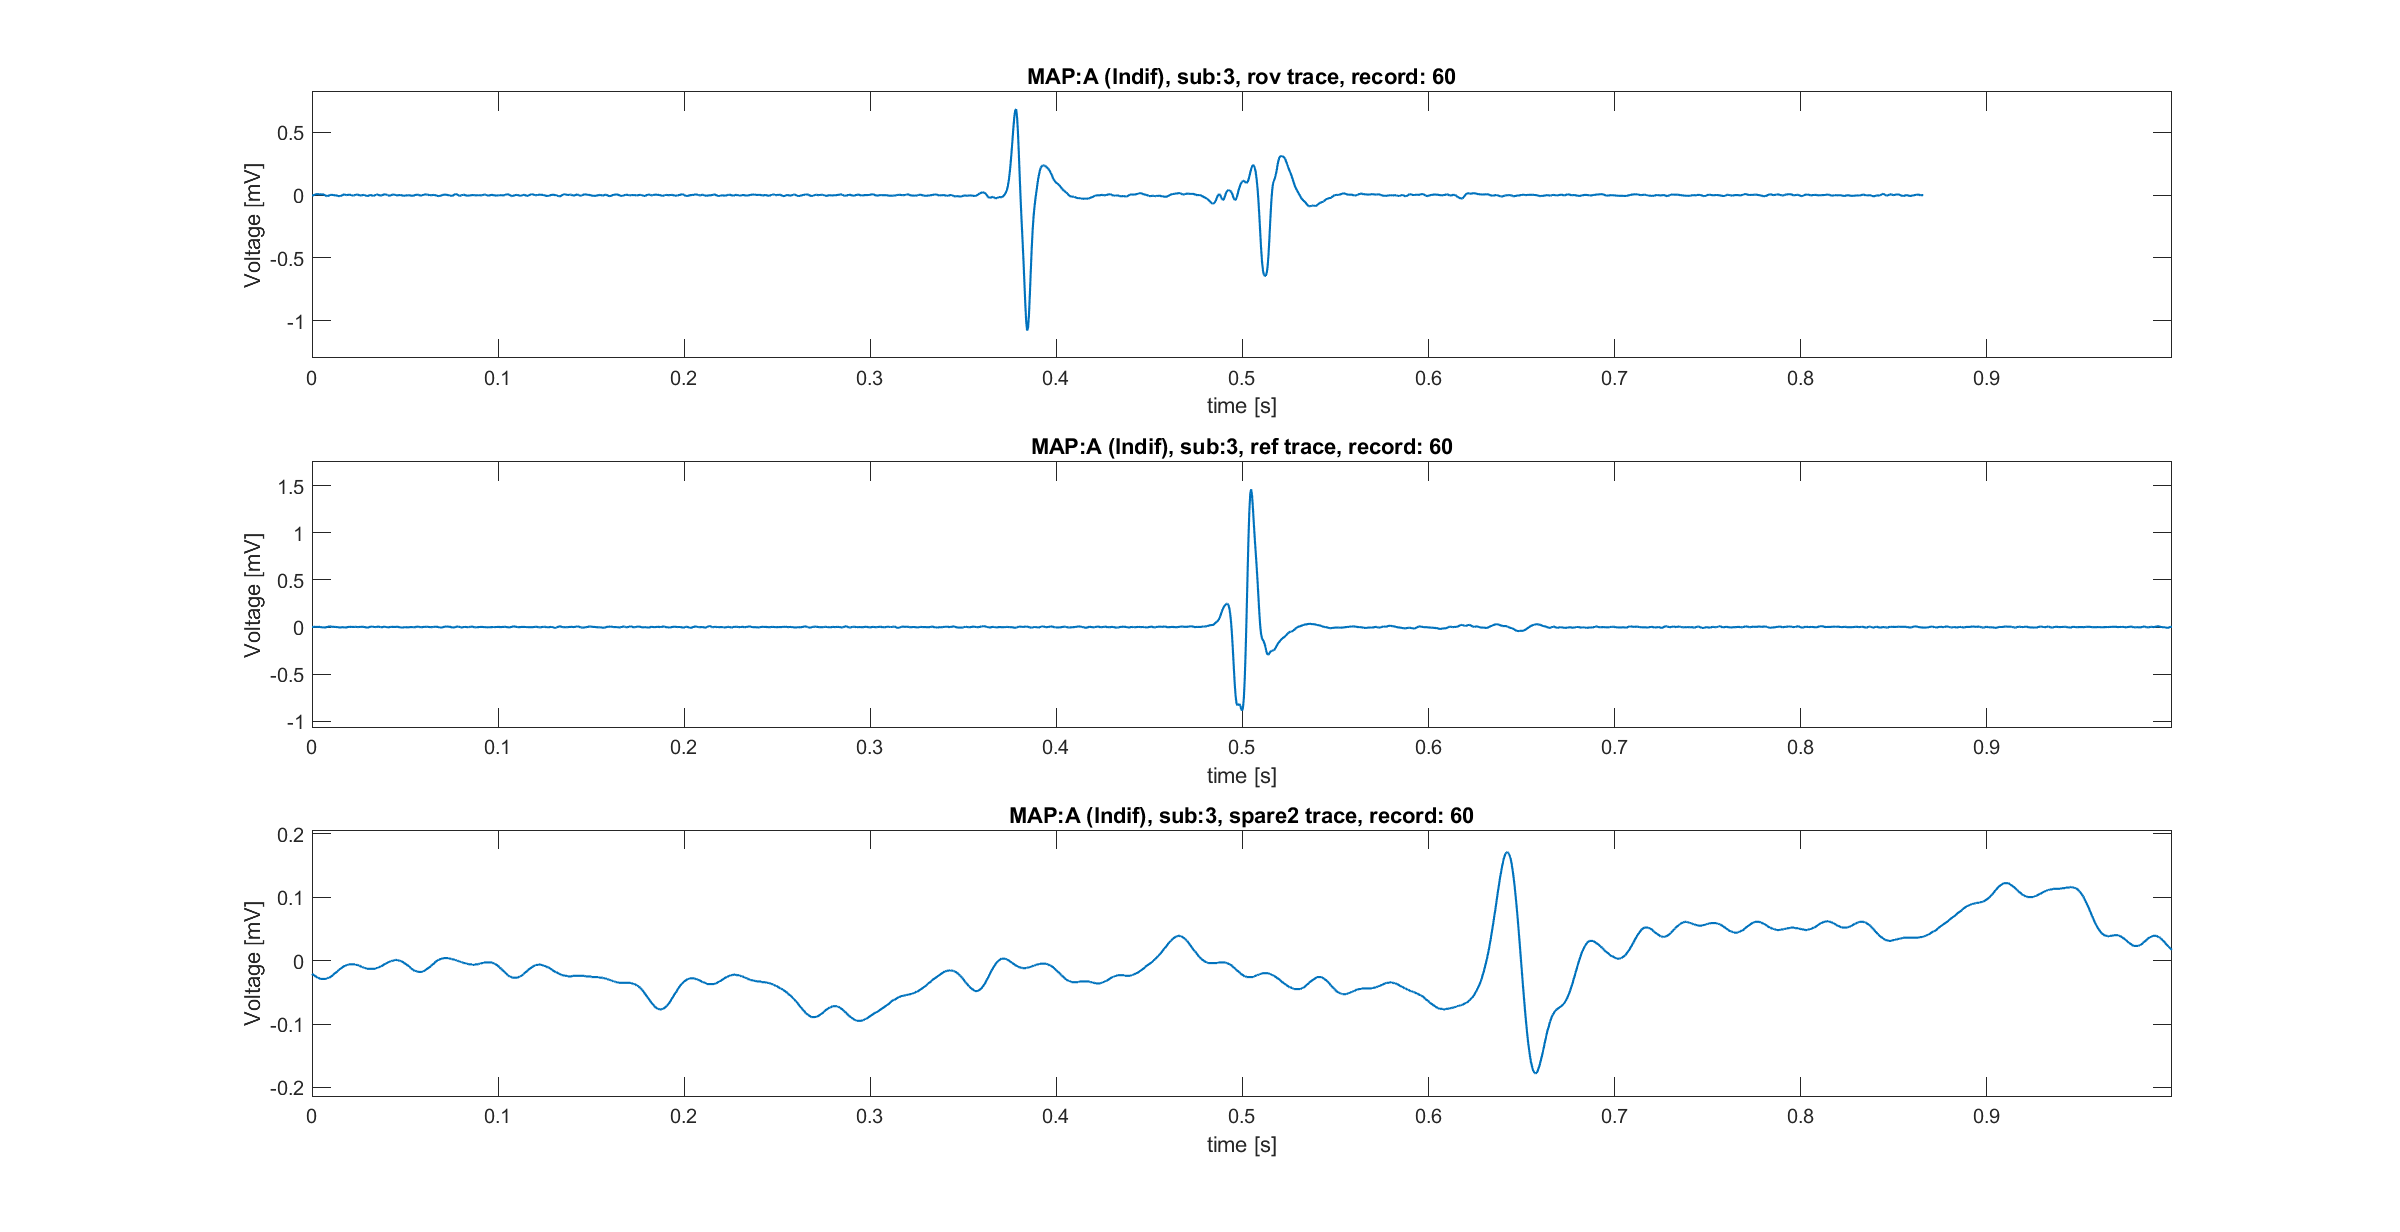 MAP:A (Indif), sub:3, rov trace, record: 60
Voltage [mV]
0.5
0
-0.5
-1
0 0.1 0.2 0.3 0.4 0.5 0.6 0.7 0.8 0.9
time [s]
MAP:A (Indif), sub:3, ref trace, record: 60
Voltage [mV]
1.5
1
0.5
0
-0.5
-1
0 0.1 0.2 0.3 0.4 0.5 0.6 0.7 0.8 0.9
time [s]
MAP:A (Indif), sub:3, spare2 trace, record: 60
Voltage [mV]
0.2
0.1
0
-0.1
-0.2
0 0.1 0.2 0.3 0.4 0.5 0.6 0.7 0.8 0.9
time [s]